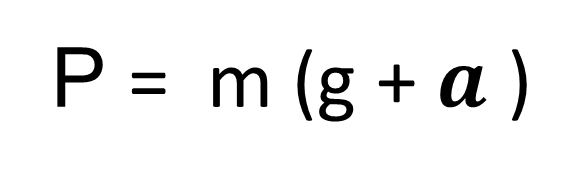 P = m (g + a )